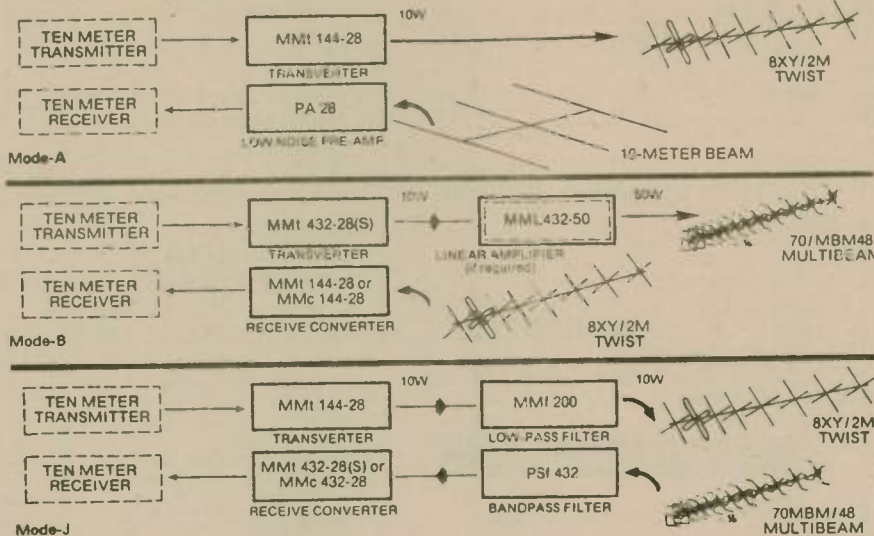 TEN METER
TRANSMITTER
MMt 144-28
TRANSVERTER
10W
8XY/2M
TWIST
TEN METER
RECEIVER
PA 28
LOW NOISE PRE-AMP
10-METER BEAM
Mode-A
TEN METER
TRANSMITTER
MMt 432-28(S)
TRANSVERTER
10W
MML432-50
LINEAR AMPLIFIER
(if required)
50W
70/MBM48
MULTIBEAM
TEN METER
RECEIVER
MMt 144-28 or
MMc 144-28
RECEIVE CONVERTER
8XY/2M
TWIST
Mode-B
TEN METER
TRANSMITTER
MMt 144-28
TRANSVERTER
10W
MMf 200
LOW-PASS FILTER
10W
8XY/2M
TWIST
TEN METER
RECEIVER
MMt 432-28(S) or
MMc 432-28
RECEIVE CONVERTER
PSf 432
BANDPASS FILTER
70MBM/48
MULTIBEAM
Mode-J